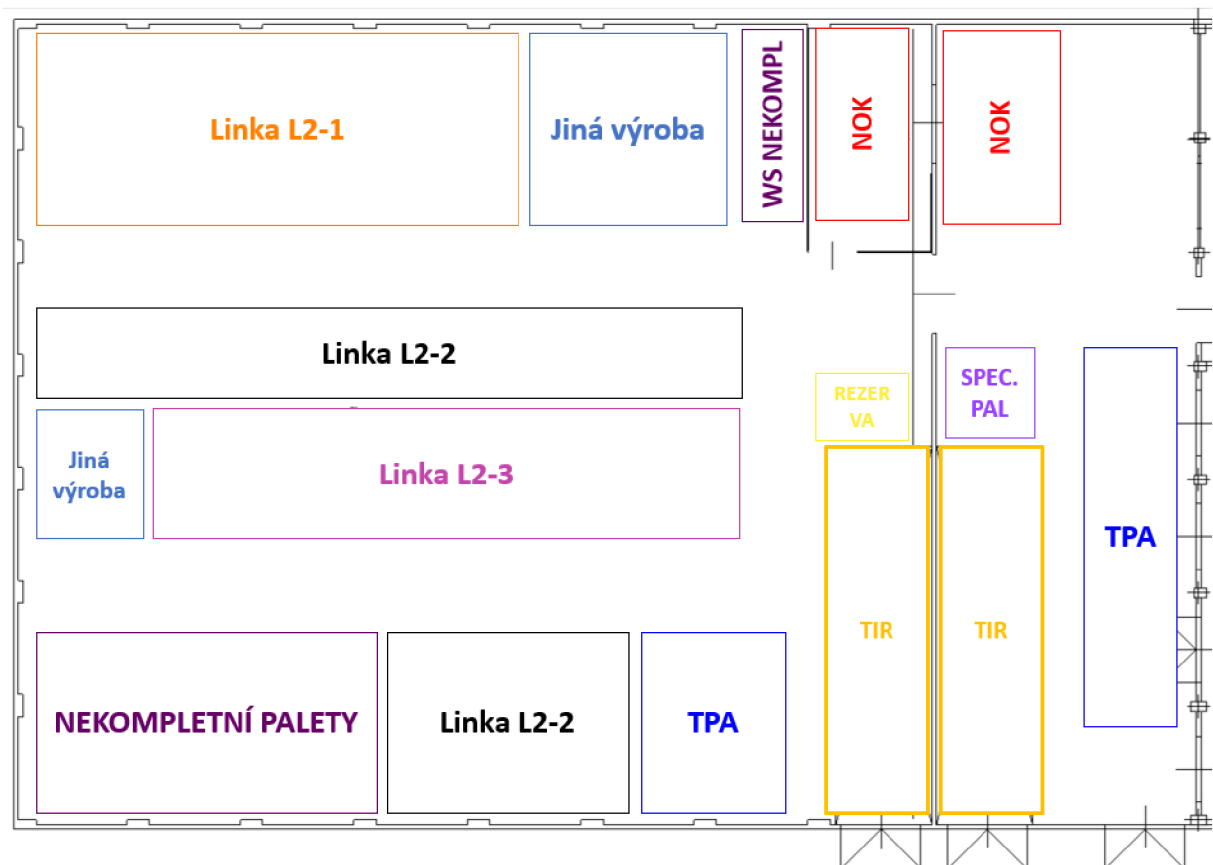 Linka L2-1
Jiná výroba
WS NEKOMPL
NOK
NOK
Linka L2-2
REZER
VA
SPEC.
PAL
Jiná
výroba
Linka L2-3
TPA
TIR
TIR
NEKOMPLETNÍ PALETY
Linka L2-2
TPA